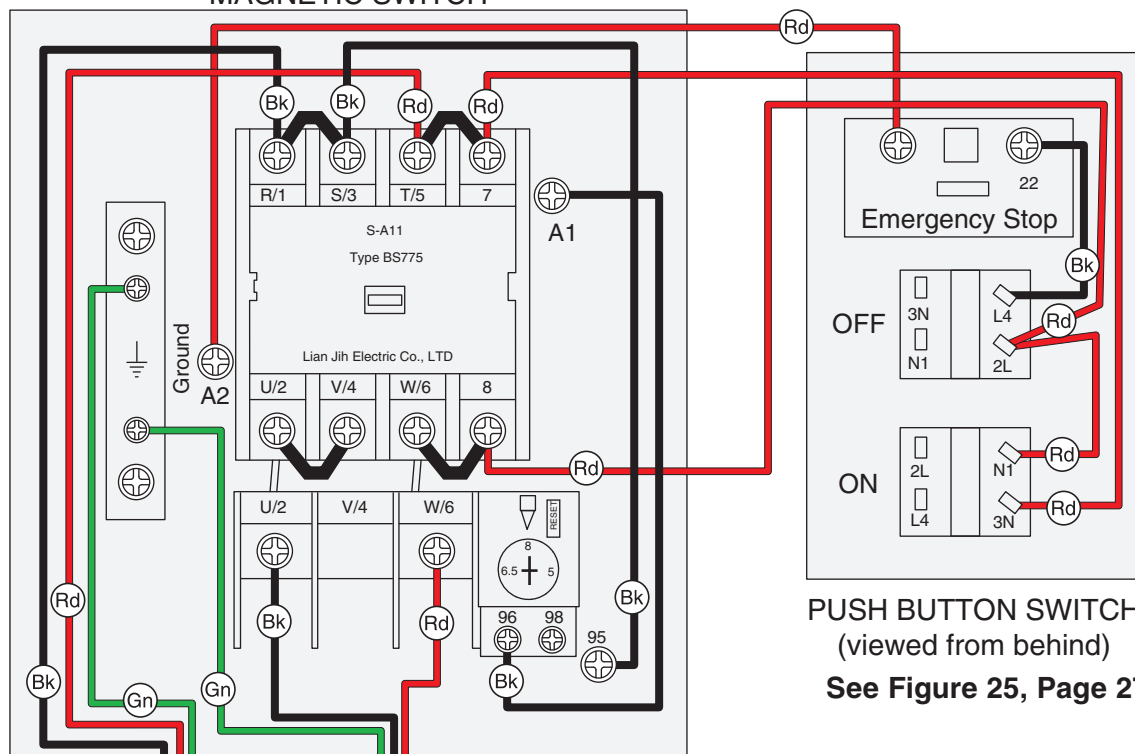 MAGNETIC SWITCH
Rd
Bk
Bk
Rd
Rd
R/1 S/3 T/5 7
A1
S-A11
Type BS775
Lian Jih Electric Co., LTD
Ground
A2
U/2 V/4 W/6 8
Rd
U/2 V/4 W/6
RESET
8
6.5 5
96 98
95
Bk
Rd
Bk
Bk
Rd
Bk
Gn
Gn
22
Emergency Stop
Bk
OFF
3N
N1
L4
2L
Rd
ON
2L
L4
N1
3N
Rd
Rd
PUSH BUTTON SWITCH
(viewed from behind)
See Figure 25, Page 27